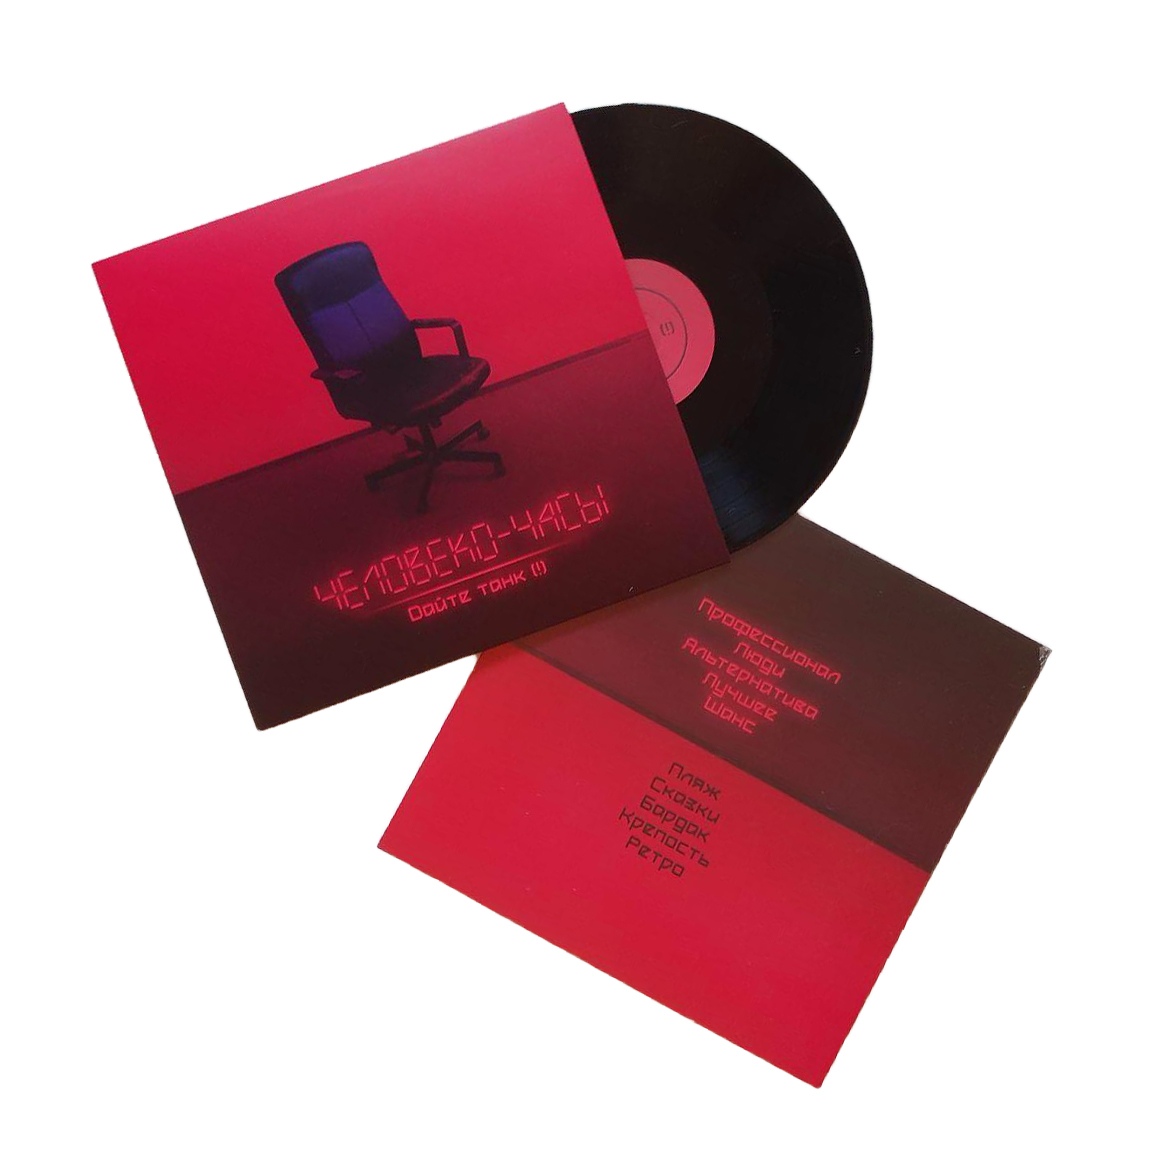 ЧЕЛОВЕКО-ЧАСЫ
Дайте танк (!)
(!)
Профессионал
Люди
Альтернатива
Лучшее
Шанс
Пляж
Сказки
Бардак
Крепость
Ретро